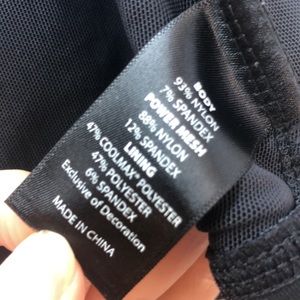 BODY
93% NYLON
7% SPANDEX
POWER MESH
88% NYLON
12% SPANDEX
LINING
47% COOLMAX® POLYESTER
47% POLYESTER
6% SPANDEX
Exclusive of Decoration
MADE IN CHINA